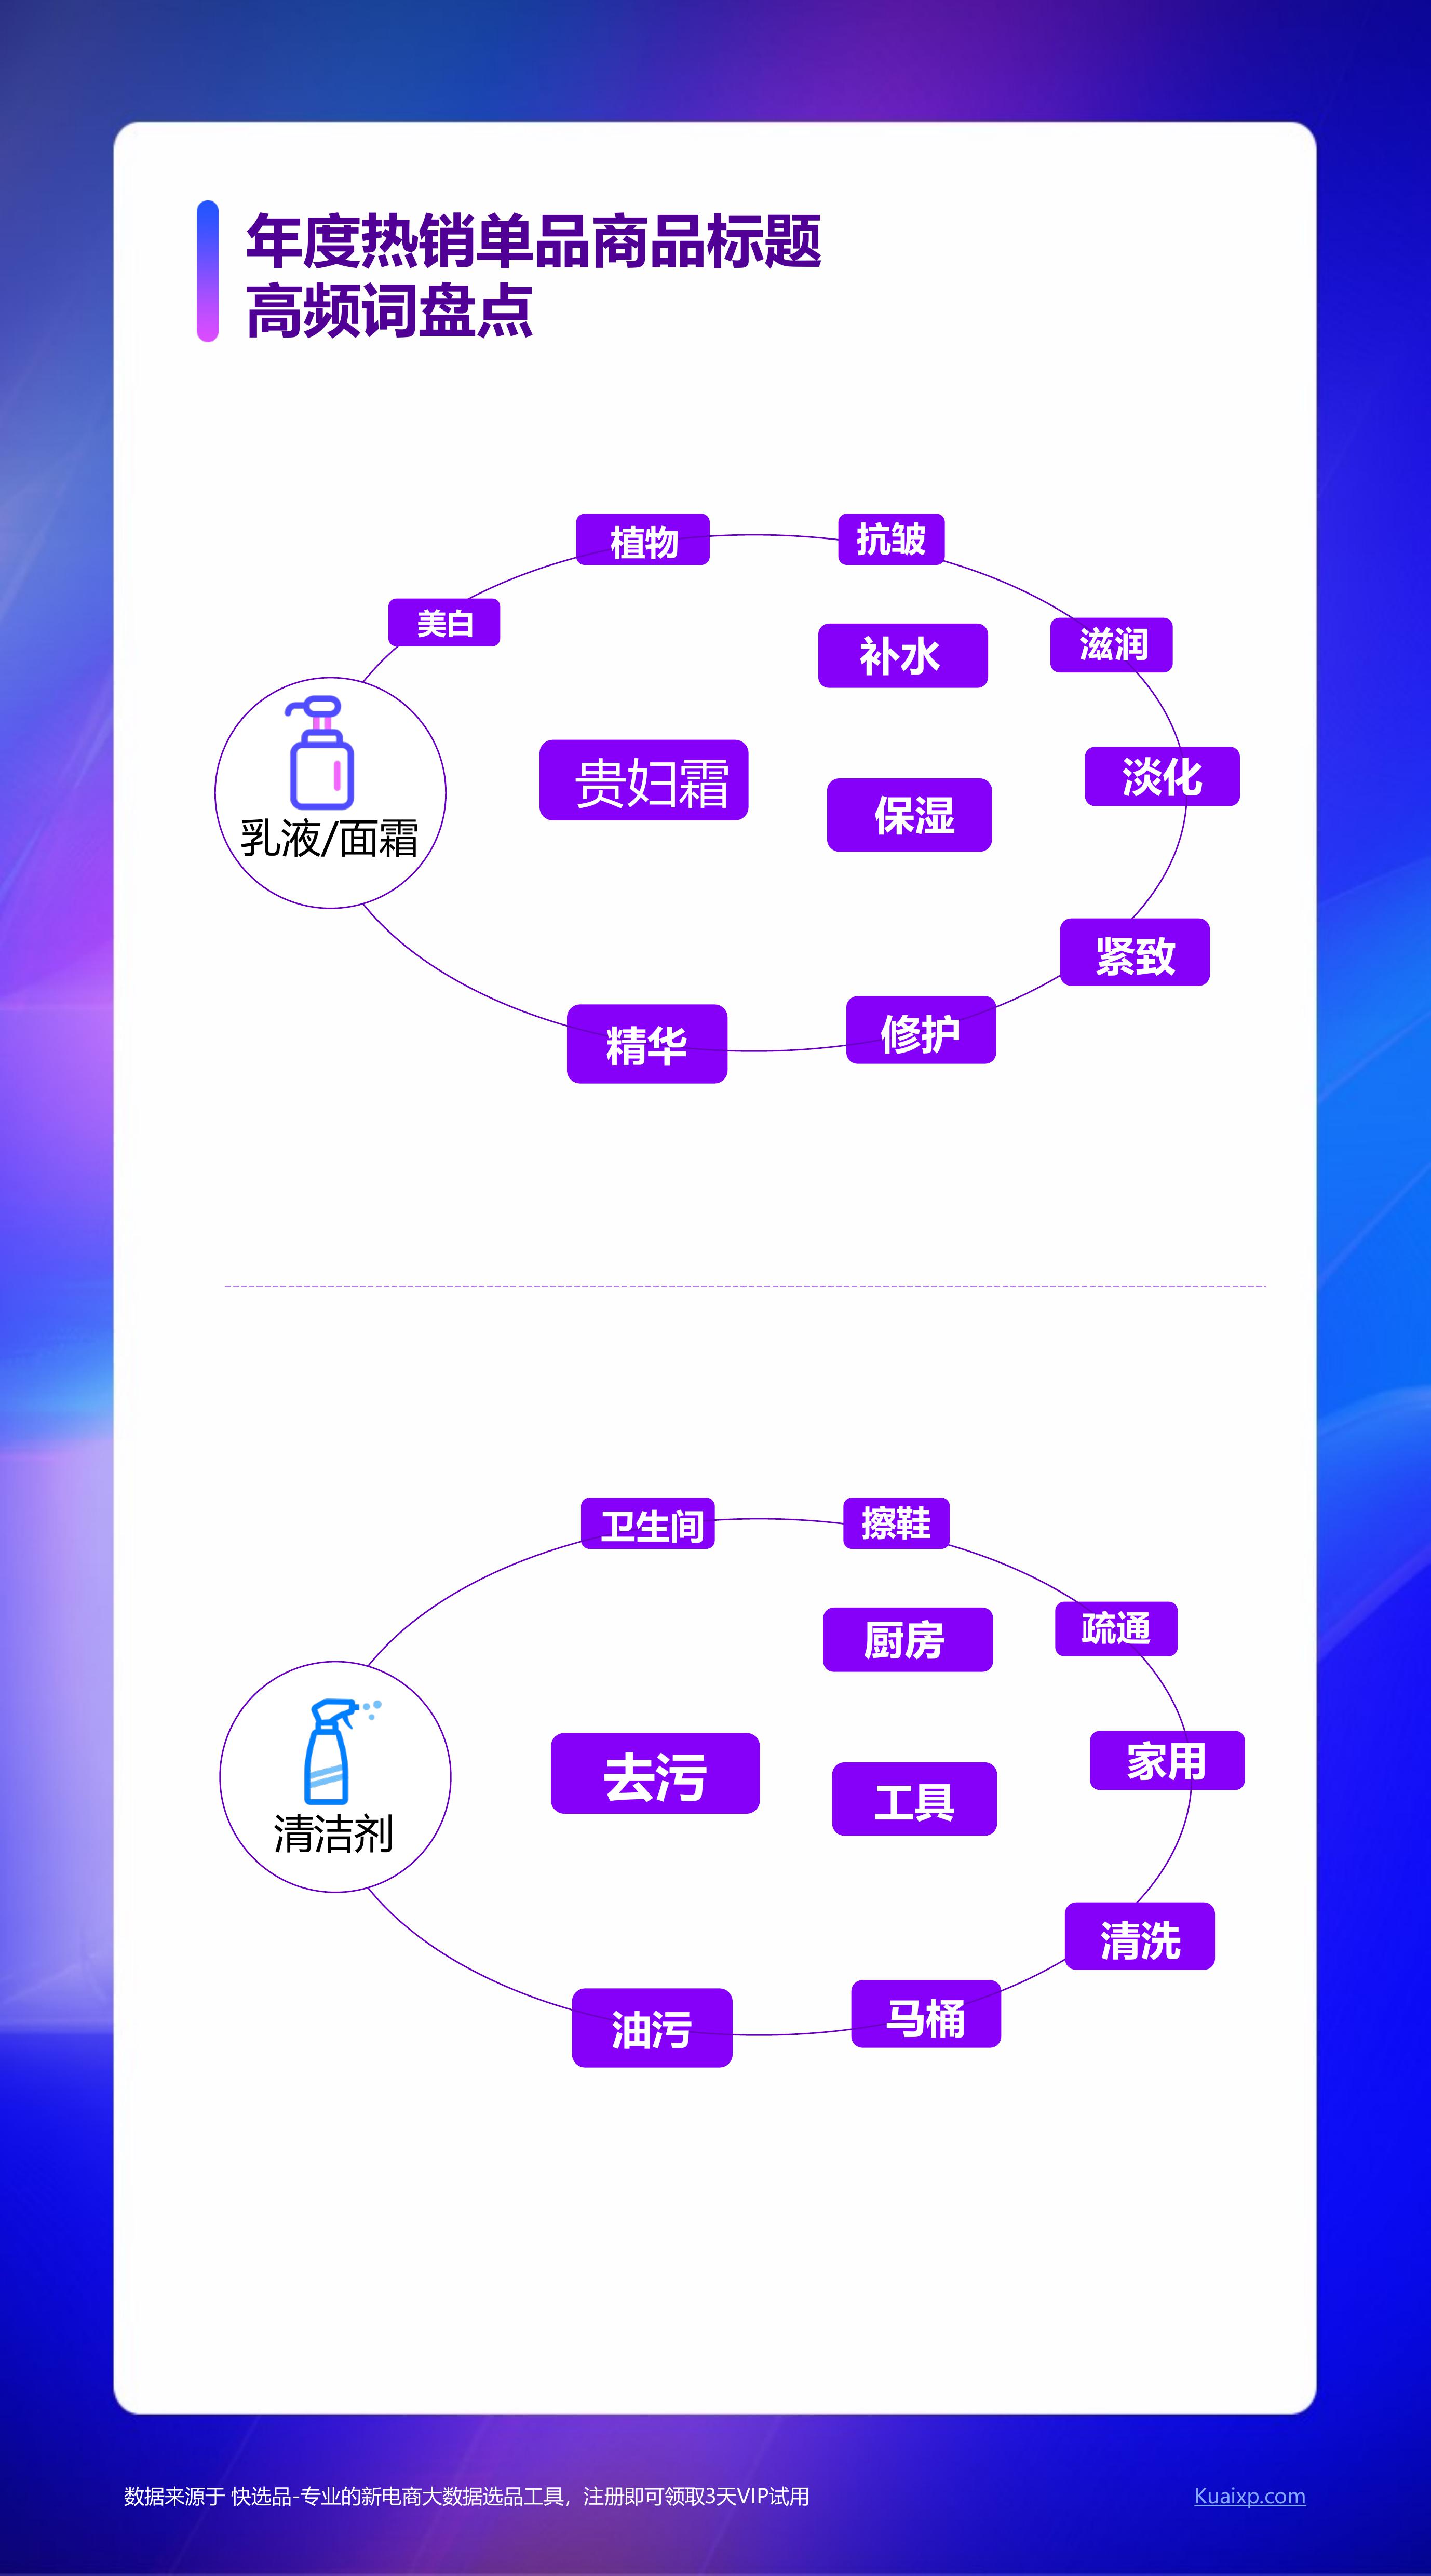 年度热销单品商品标题
高频词盘点
植物
抗皱
美白
补水
滋润
贵妇霜
淡化
保湿
乳液/面霜
紧致
修护
精华
卫生间
擦鞋
厨房
疏通
去污
家用
工具
清洁剂
清洗
马桶
油污
数据来源于 快选品-专业的新电商大数据选品工具，注册即可领取3天VIP试用
Kuaixp.com